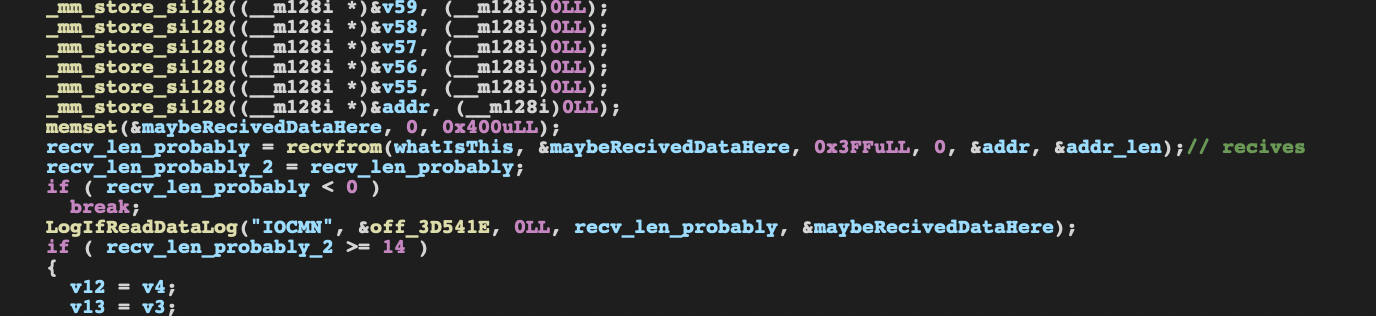 _mm_store_si128((__m128i *)&v59, (__m128i)0LL);
_mm_store_si128((__m128i *)&v58, (__m128i)0LL);
_mm_store_si128((__m128i *)&v57, (__m128i)0LL);
_mm_store_si128((__m128i *)&v56, (__m128i)0LL);
_mm_store_si128((__m128i *)&v55, (__m128i)0LL);
_mm_store_si128((__m128i *)&addr, (__m128i)0LL);
memset(&maybeRecivedDataHere, 0, 0x400uLL);
recv_len_probably = recvfrom(whatIsThis, &maybeRecivedDataHere, 0x3FFuLL, 0, &addr, &addr_len);// recives
recv_len_probably_2 = recv_len_probably;
if ( recv_len_probably < 0 )
break;
LogIfReadDataLog("IOCMN", &off_3D541E, 0LL, recv_len_probably, &maybeRecivedDataHere);
if ( recv_len_probably_2 >= 14 )
{
v12 = v4;
v13 = v3;